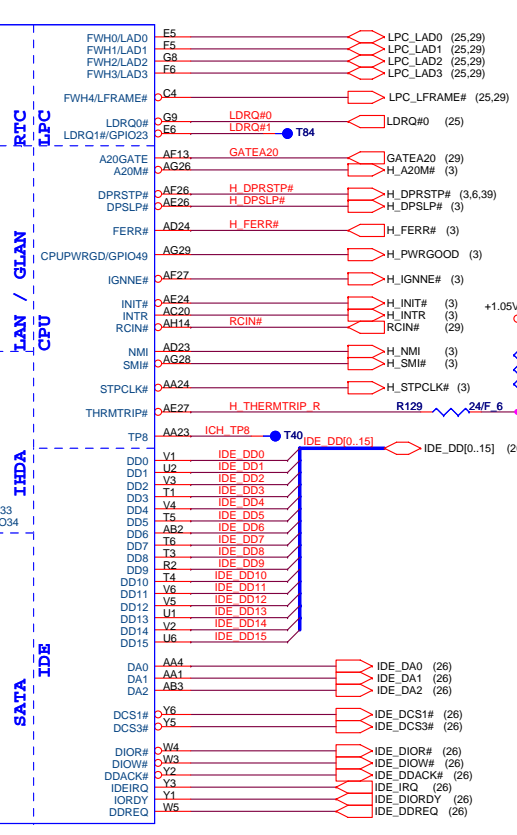 FWH0/LAD0 E5 LPC_LAD0 (25,29)
FWH1/LAD1 F5 LPC_LAD1 (25,29)
FWH2/LAD2 G8 LPC_LAD2 (25,29)
FWH3/LAD3 F6 LPC_LAD3 (25,29)
FWH4/LFRAME# C4 LPC_LFRAME# (25,29)
RTC LPC
LDRQ0# G9 LDRQ#0 LDRQ#0 (25)
LDRQ1#/GPIO23 E6 LDRQ#1 T84
A20GATE AF13 GATEA20 GATEA20 (29)
A20M# AG26 H_A20M# (3)
DPRSTP# AF26 H_DPRSTP# H_DPRSTP# (3,6,39)
DPSLP# AE26 H_DPSLP# H_DPSLP# (3)
FERR# AD24 H_FERR# H_FERR# (3)
CPUPWRGD/GPIO49 AG29 H_PWRGOOD (3)
IGNNE# AF27 H_IGNNE# (3)
LAN / GLAN CPU
INIT# AE24 H_INIT# (3) +1.05V
INTR AC20 H_INTR (3)
RCIN# AH14 RCIN# RCIN# (29)
NMI AD23 H_NMI (3)
SMI# AG28 H_SMI# (3)
STPCLK# AA24 H_STPCLK# (3)
THRMTRIP# AE27 H_THERMTRIP_R R129 24/F_6
TP8 AA23 ICH_TP8 T40
IDE_DD[0..15] IDE_DD[0..15]
IHDA
DD0 V1 IDE_DD0
DD1 U2 IDE_DD1
DD2 V3 IDE_DD2
DD3 T1 IDE_DD3
DD4 V4 IDE_DD4
33 DD5 T5 IDE_DD5
O34 DD6 AB2 IDE_DD6
DD7 T6 IDE_DD7
DD8 T3 IDE_DD8
DD9 R2 IDE_DD9
DD10 T4 IDE_DD10
DD11 V6 IDE_DD11
DD12 V5 IDE_DD12
DD13 U1 IDE_DD13
DD14 V2 IDE_DD14
DD15 U6 IDE_DD15
SATA IDE
DA0 AA4 IDE_DA0 (26)
DA1 AA1 IDE_DA1 (26)
DA2 AB3 IDE_DA2 (26)
DCS1# Y6 IDE_DCS1# (26)
DCS3# Y5 IDE_DCS3# (26)
DIOR# W4 IDE_DIOR# (26)
DIOW# W3 IDE_DIOW# (26)
DDACK# Y2 IDE_DDACK# (26)
IDEIRQ Y3 IDE_IRQ (26)
IORDY Y1 IDE_DIORDY (26)
DDREQ W5 IDE_DDREQ (26)